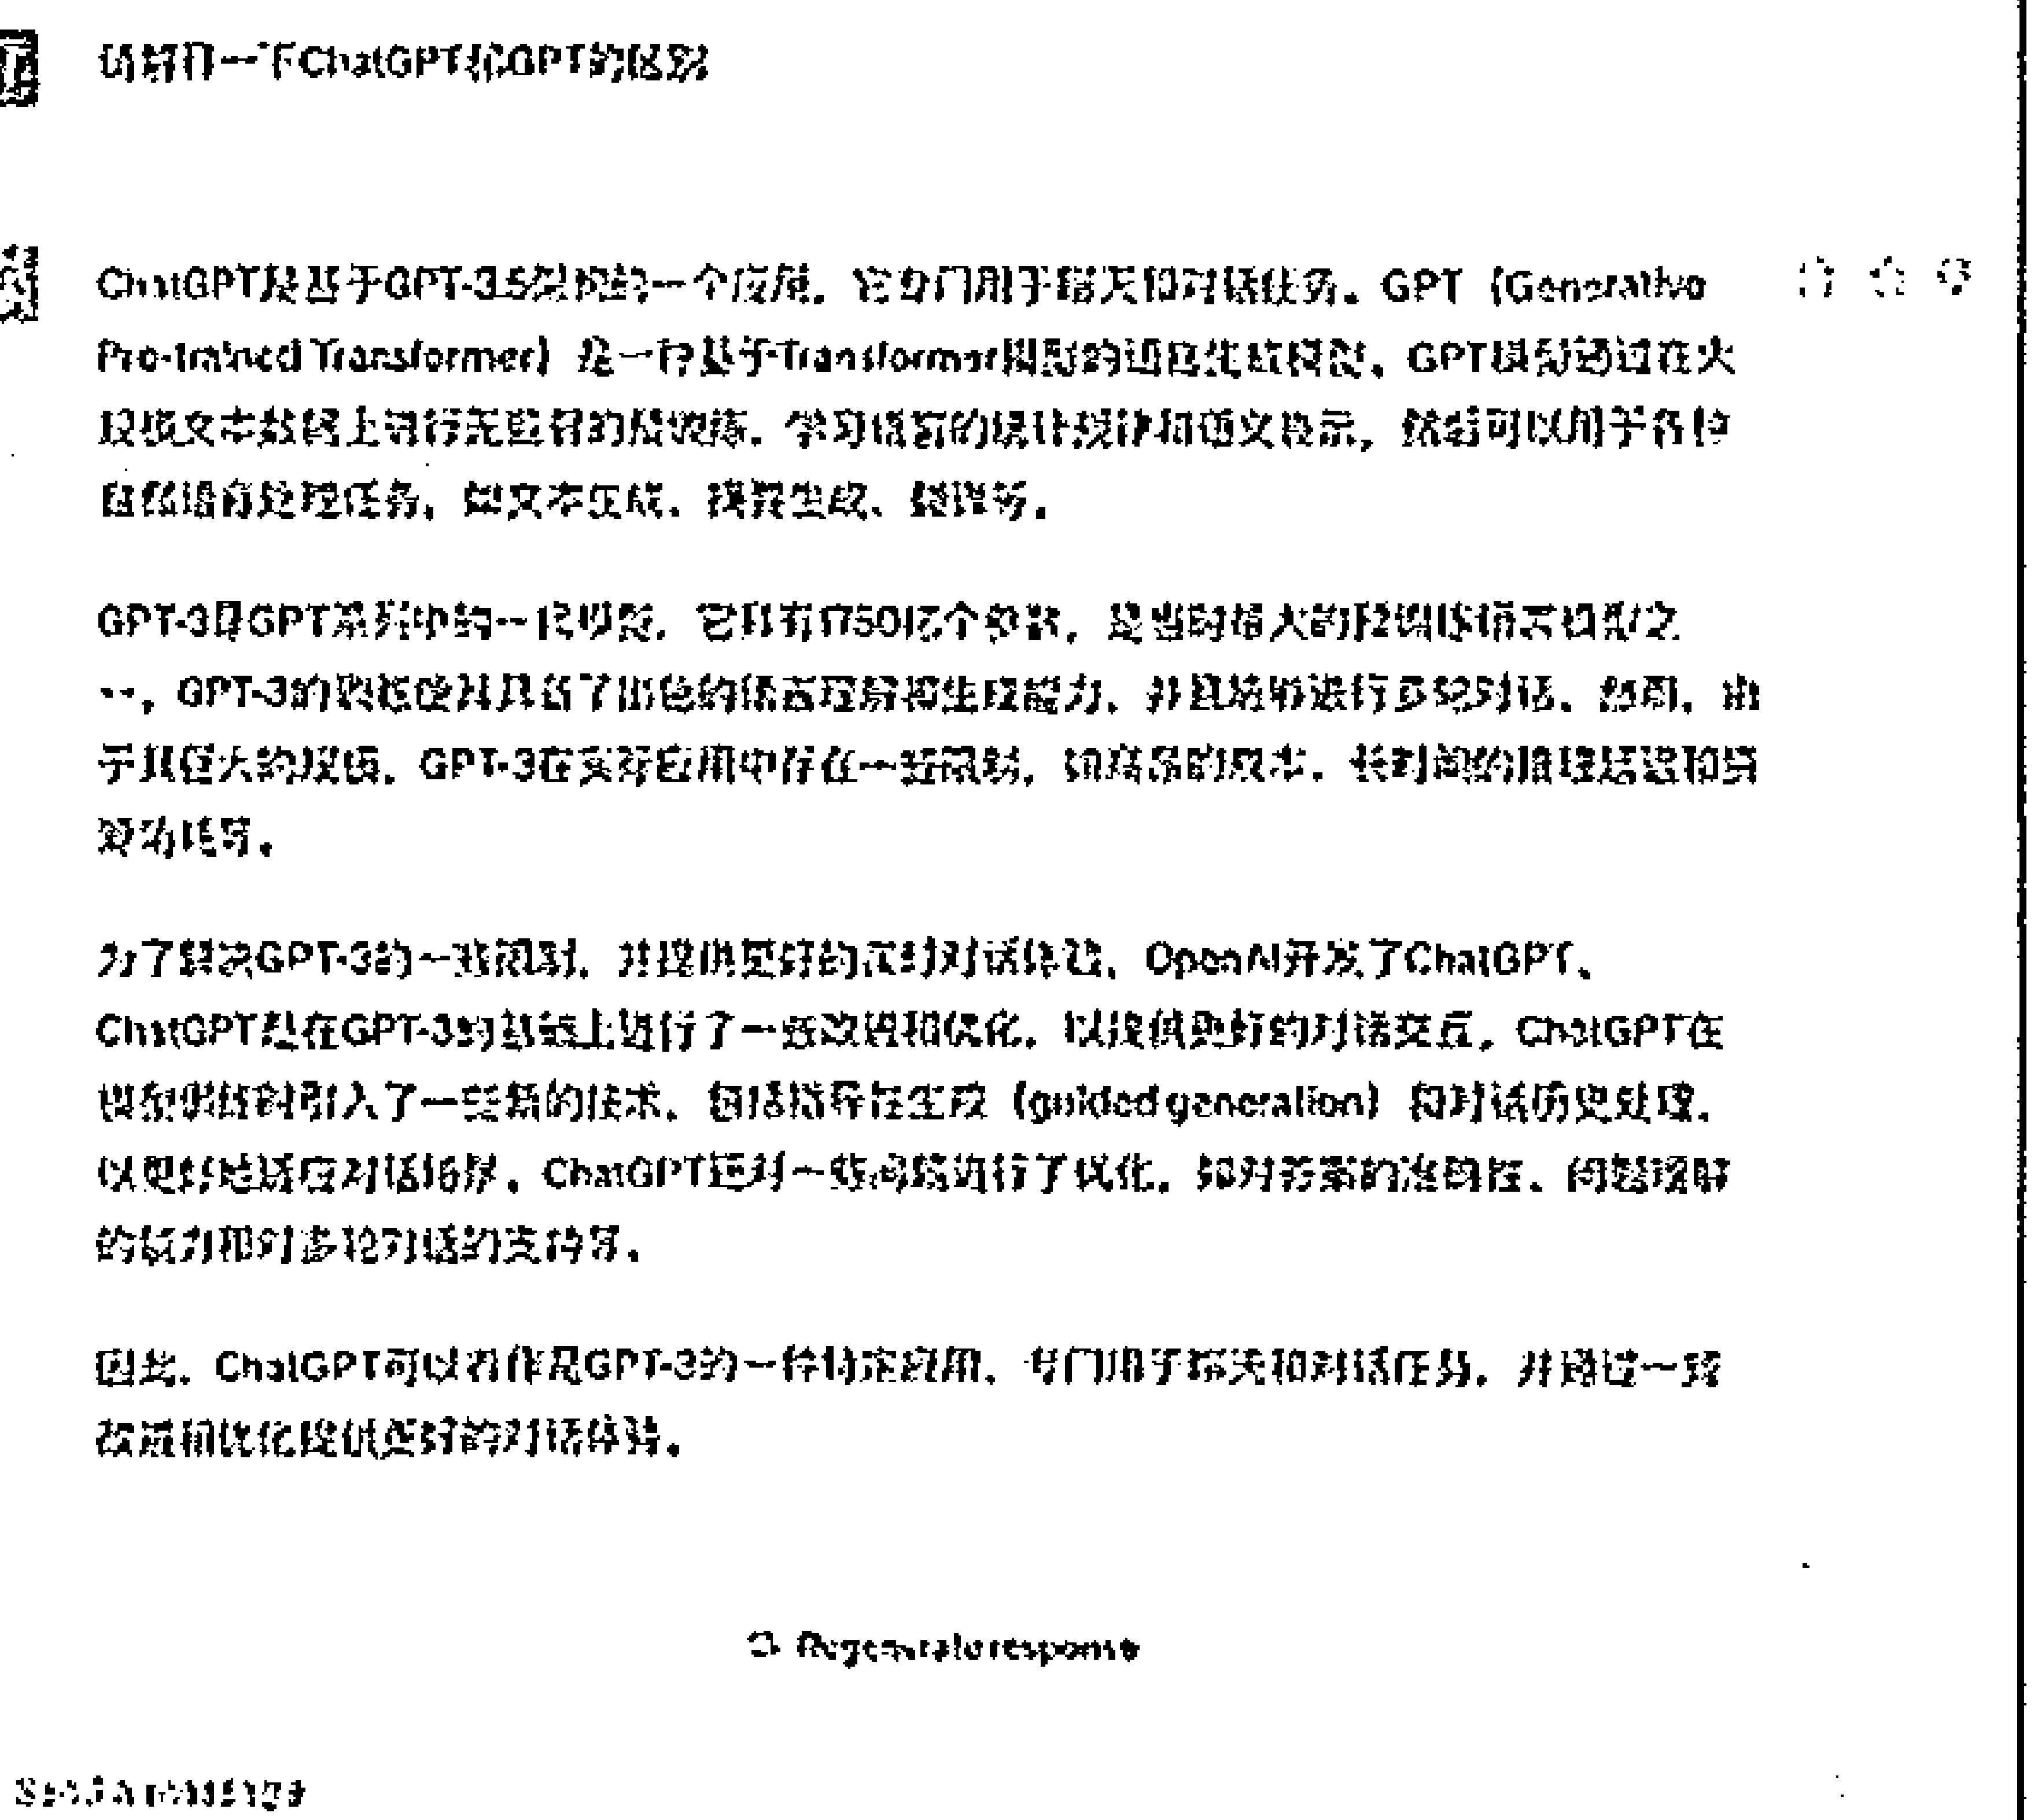 请解释一下ChatGPT和GPT的区别
ChatGPT是基于GPT-3.5架构的一个应用，它专门用于聊天和对话任务。GPT（Generative
Pre-trained Transformer）是一种基于Transformer模型的语言生成模型，GPT模型通过在大
规模文本数据上进行无监督的预训练，学习语言的统计规律和语义表示，然后可以用于各种
自然语言处理任务，如文本生成、摘要生成、翻译等。
GPT-3是GPT系列中的一代模型，它具有1750亿个参数，是当时最大的预训练语言模型之
一，GPT-3的训练使其具备了出色的语言理解和生成能力，并且能够进行多轮对话。然而，由
于其巨大的规模，GPT-3在实际应用中存在一些限制，如高昂的成本、长时间的推理延迟和
等。
为了解决GPT-3的一些限制，并提供更好的实时对话体验，OpenAI开发了ChatGPT。
ChatGPT是在GPT-3的基础上进行了一些改进和优化，以提供更好的对话交互。ChatGPT在
模型训练时引入了一些新的技术，包括指导性生成（guided generation）和对话历史处理，
以更好地适应对话场景。ChatGPT还对一些问题进行了优化，如对答案的准确性、问题理解
的能力和对多轮对话的支持等。
因此，ChatGPT可以看作是GPT-3的一种特定应用，专门用于聊天和对话任务，并通过一些
改进和优化提供更好的对话体验。
Regenerate response
Send a message